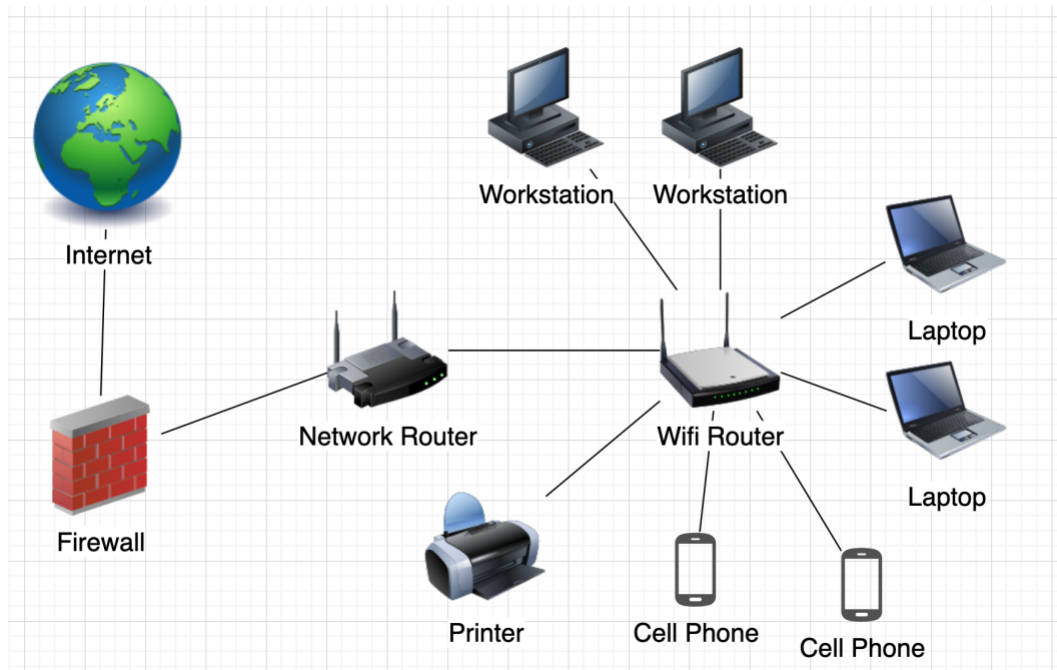 Workstation
Workstation
Internet
Laptop
Network Router
Wifi Router
Laptop
Firewall
Printer
Cell Phone
Cell Phone